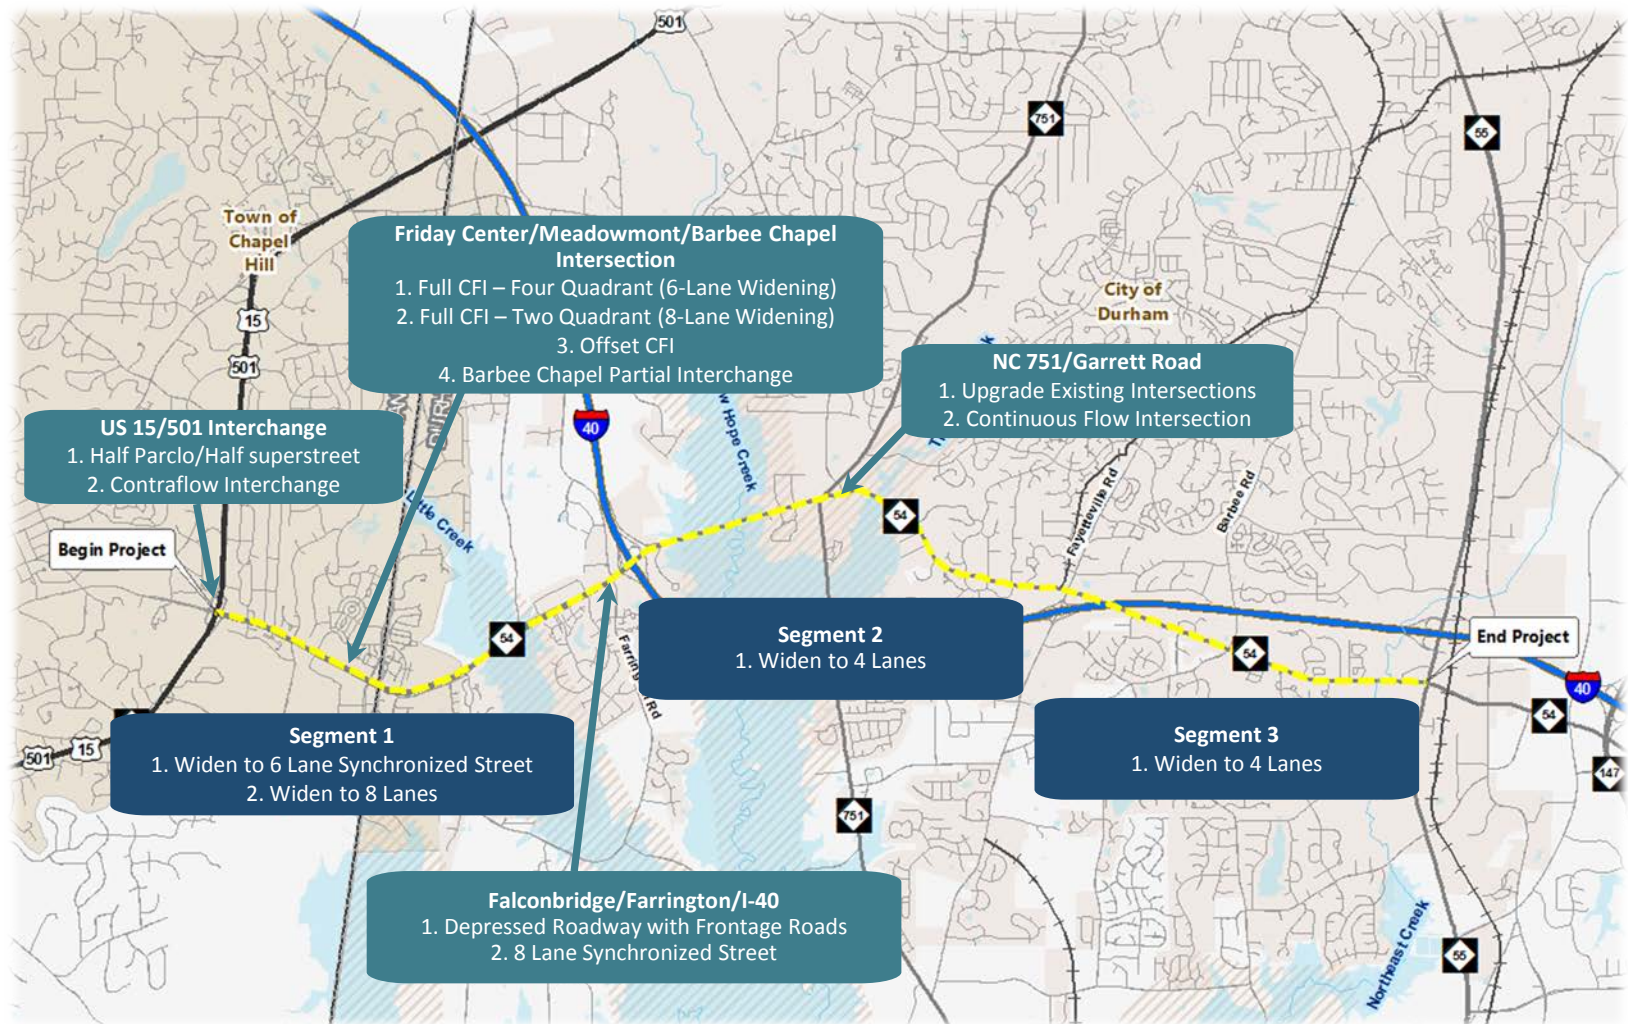 501
751
55
Town of
Chapel
Hill
Friday Center/Meadowmont/Barbee Chapel
Intersection
1. Full CFI – Four Quadrant (6-Lane Widening)
2. Full CFI – Two Quadrant (8-Lane Widening)
3. Offset CFI
4. Barbee Chapel Partial Interchange
City of
Durham
15
501
NC 751/Garrett Road
1. Upgrade Existing Intersections
2. Continuous Flow Intersection
US 15/501 Interchange
1. Half Parclo/Half superstreet
2. Contraflow Interchange
40
Hope Creek
Little Creek
Fayetteville Rd
Barbee Rd
54
Begin Project
54
Segment 2
1. Widen to 4 Lanes
End Project
54
40
54
501
15
Segment 1
1. Widen to 6 Lane Synchronized Street
2. Widen to 8 Lanes
Segment 3
1. Widen to 4 Lanes
147
751
Falconbridge/Farrington/I-40
1. Depressed Roadway with Frontage Roads
2. 8 Lane Synchronized Street
Northeast Creek
55